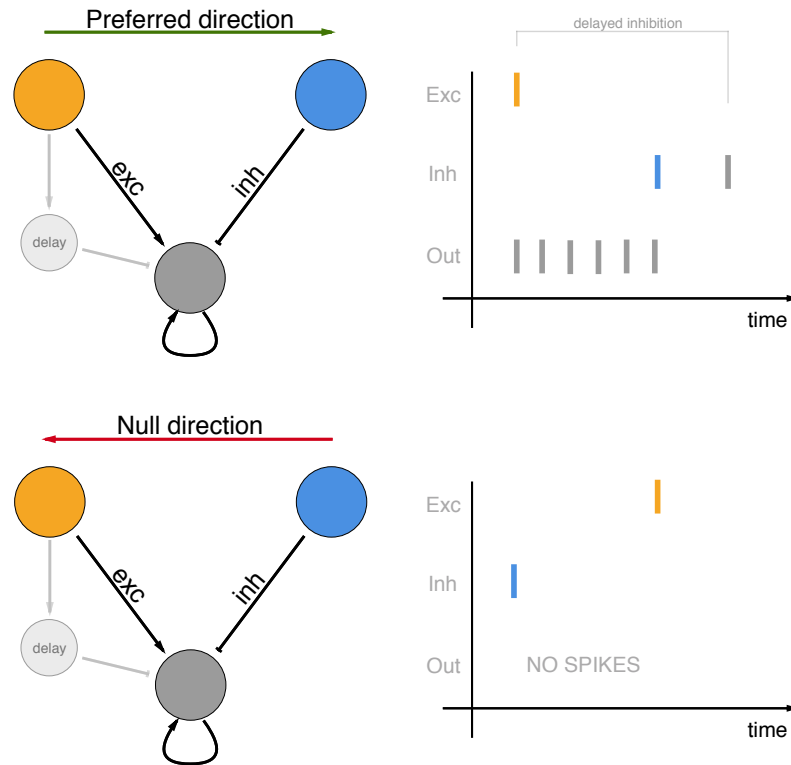 Preferred direction
delayed inhibition
Exc
exc
inh
Inh
delay
Out
time
Null direction
Exc
exc
inh
Inh
delay
Out
NO SPIKES
time